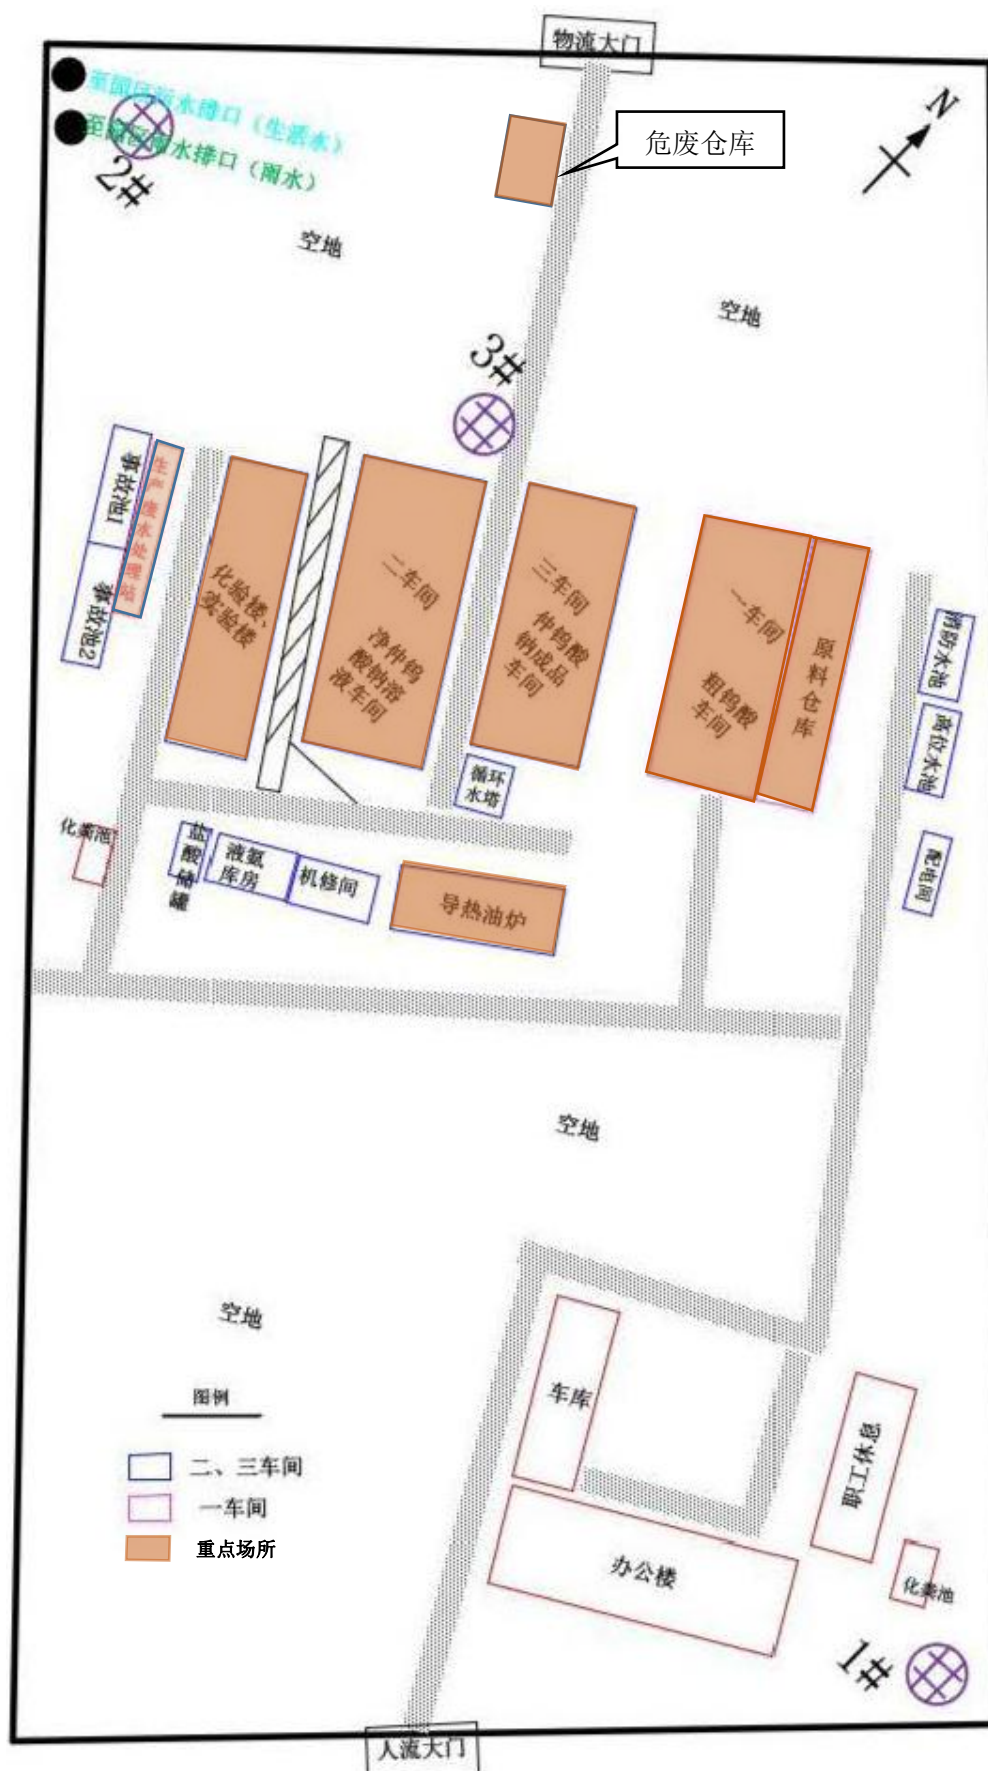 物流大门
至园区污水排口（生活水）
至园区雨水排口（雨水）
2#
危废仓库
N
空地
空地
3#
事故池1
事故池2
生产废水处理站
化验楼、
实验楼
二车间
净仲钨
酸钠溶
液车间
三车间
仲钨酸
钠成品
车间
一车间
粗钨酸
车间
原料仓库
消防水池
高位水池
配电间
循环
水塔
化粪池
盐酸储罐
液氨
库房
机修间
导热油炉
空地
空地
图例
二、三车间
一车间
重点场所
车库
办公楼
职工休息
化粪池
1#
人流大门